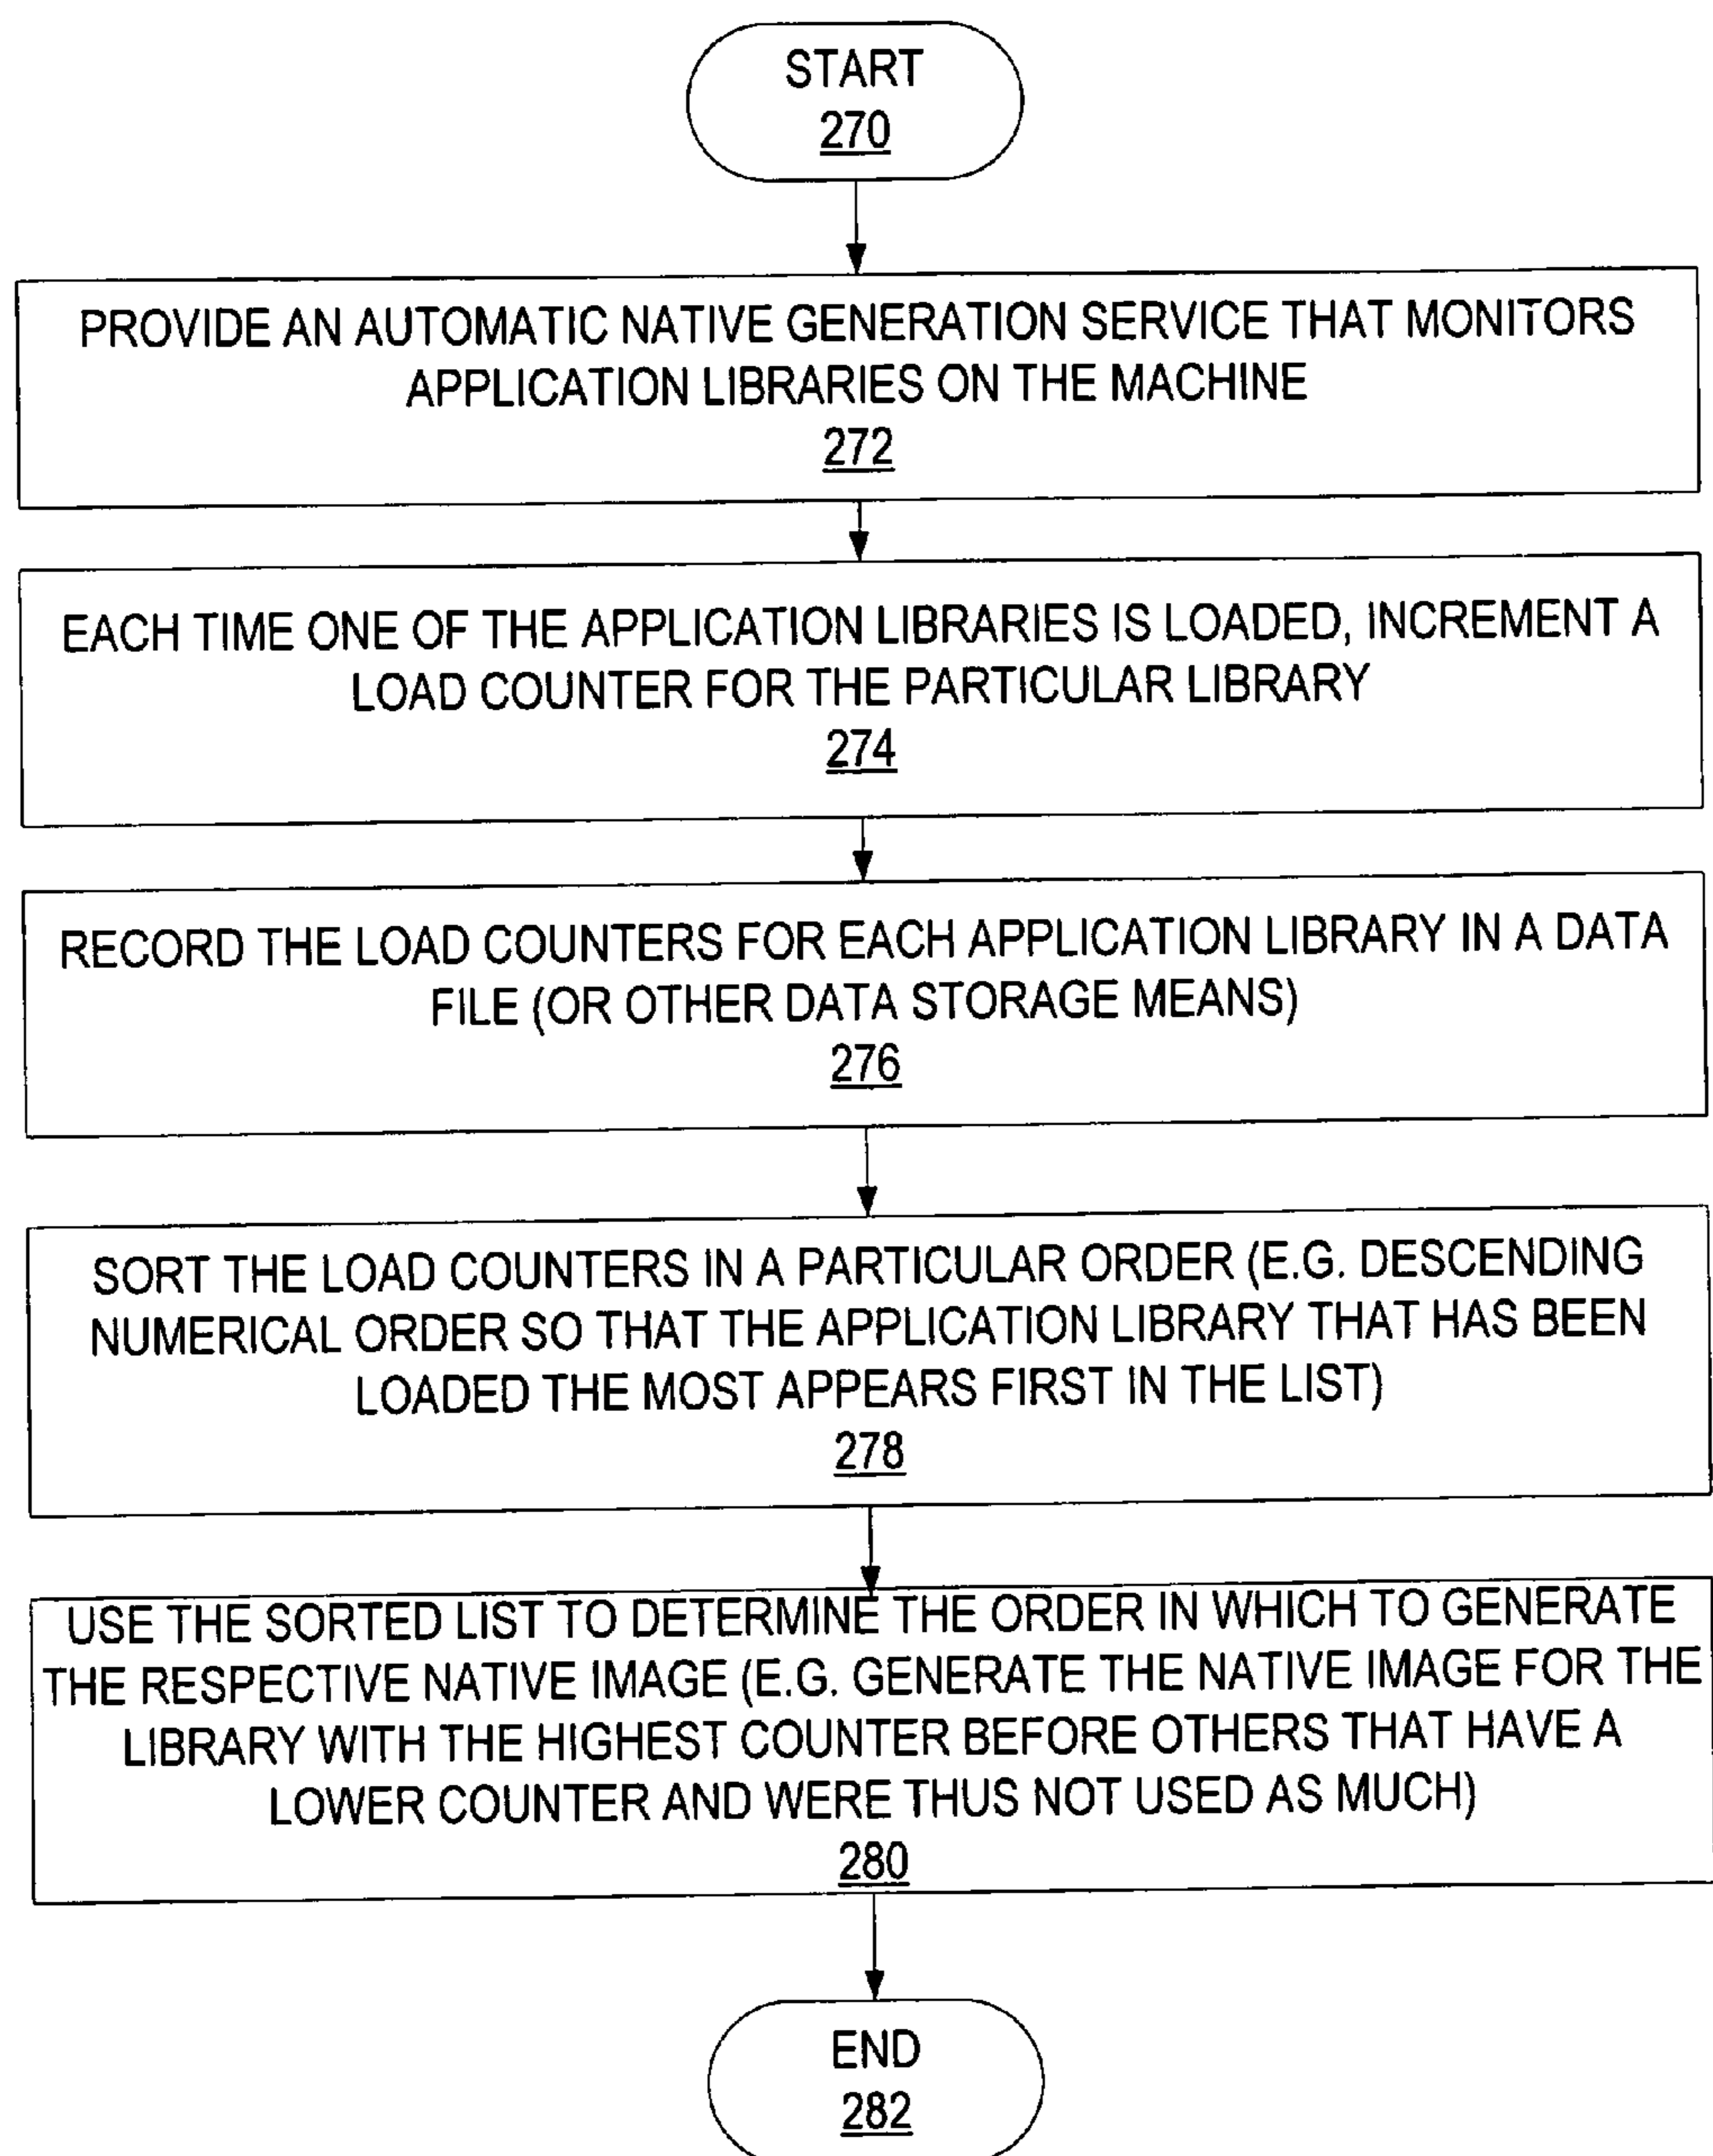 START
270
PROVIDE AN AUTOMATIC NATIVE GENERATION SERVICE THAT MONITORS
APPLICATION LIBRARIES ON THE MACHINE
272
EACH TIME ONE OF THE APPLICATION LIBRARIES IS LOADED, INCREMENT A
LOAD COUNTER FOR THE PARTICULAR LIBRARY
274
RECORD THE LOAD COUNTERS FOR EACH APPLICATION LIBRARY IN A DATA
FILE (OR OTHER DATA STORAGE MEANS)
276
SORT THE LOAD COUNTERS IN A PARTICULAR ORDER (E.G. DESCENDING
NUMERICAL ORDER SO THAT THE APPLICATION LIBRARY THAT HAS BEEN
LOADED THE MOST APPEARS FIRST IN THE LIST)
278
USE THE SORTED LIST TO DETERMINE THE ORDER IN WHICH TO GENERATE
THE RESPECTIVE NATIVE IMAGE (E.G. GENERATE THE NATIVE IMAGE FOR THE
LIBRARY WITH THE HIGHEST COUNTER BEFORE OTHERS THAT HAVE A
LOWER COUNTER AND WERE THUS NOT USED AS MUCH)
280
END
282